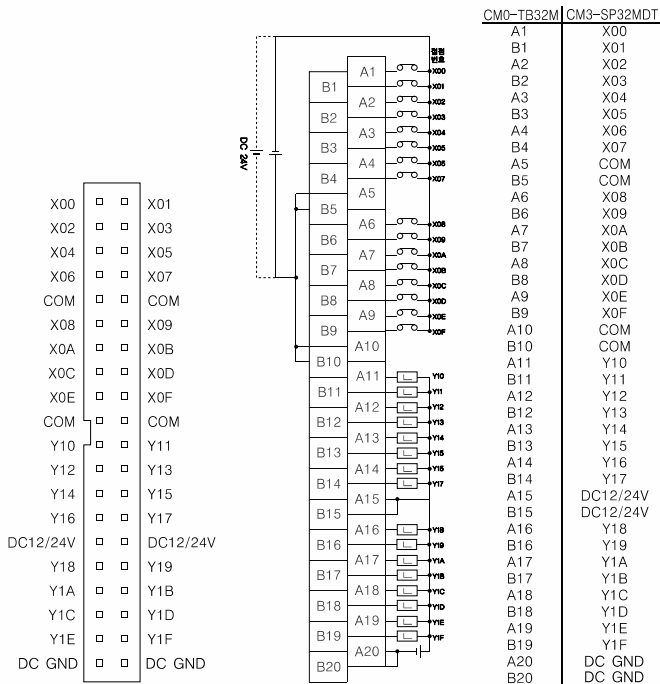 X00 X01
X02 X03
X04 X05
X06 X07
COM COM
X08 X09
X0A X0B
X0C X0D
X0E X0F
COM COM
Y10 Y11
Y12 Y13
Y14 Y15
Y16 Y17
DC12/24V DC12/24V
Y18 Y19
Y1A Y1B
Y1C Y1D
Y1E Y1F
DC GND DC GND
DC 24V
접점
번호
A1 X00
B1 X01
A2 X02
B2 X03
A3 X04
B3 X05
A4 X06
B4 X07
A5
B5
A6 X08
B6 X09
A7 X0A
B7 X0B
A8 X0C
B8 X0D
A9 X0E
B9 X0F
A10
B10
A11 Y10
B11 Y11
A12 Y12
B12 Y13
A13 Y14
B13 Y15
A14 Y16
B14 Y17
A15
B15
A16 Y18
B16 Y19
A17 Y1A
B17 Y1B
A18 Y1C
B18 Y1D
A19 Y1E
B19 Y1F
A20
B20
CM0-TB32M CM3-SP32MDT
A1 X00
B1 X01
A2 X02
B2 X03
A3 X04
B3 X05
A4 X06
B4 X07
A5 COM
B5 COM
A6 X08
B6 X09
A7 X0A
B7 X0B
A8 X0C
B8 X0D
A9 X0E
B9 X0F
A10 COM
B10 COM
A11 Y10
B11 Y11
A12 Y12
B12 Y13
A13 Y14
B13 Y15
A14 Y16
B14 Y17
A15 DC12/24V
B15 DC12/24V
A16 Y18
B16 Y19
A17 Y1A
B17 Y1B
A18 Y1C
B18 Y1D
A19 Y1E
B19 Y1F
A20 DC GND
B20 DC GND